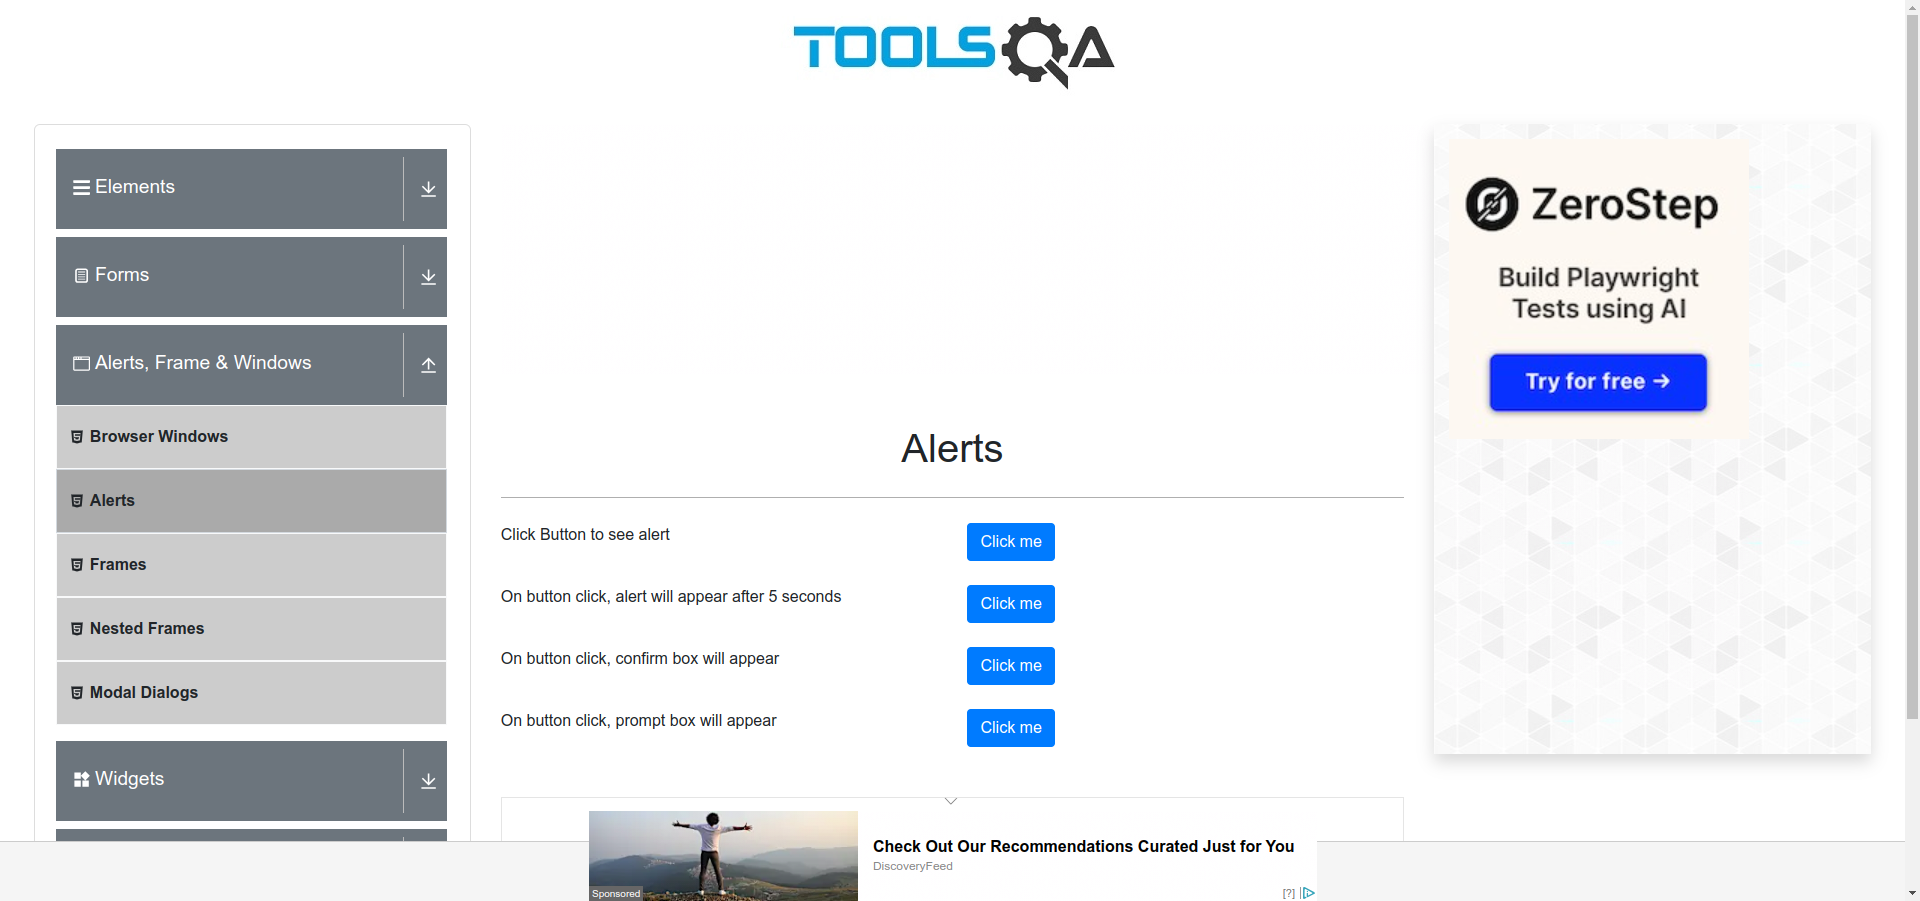 TOOLSQA
Elements
Forms
Alerts, Frame & Windows
Browser Windows
Alerts
Frames
Nested Frames
Modal Dialogs
Widgets
Alerts
Click Button to see alert
Click me
On button click, alert will appear after 5 seconds
Click me
On button click, confirm box will appear
Click me
On button click, prompt box will appear
Click me
ZeroStep
Build Playwright
Tests using AI
Try for free →
Sponsored
Check Out Our Recommendations Curated Just for You
DiscoveryFeed
[?]